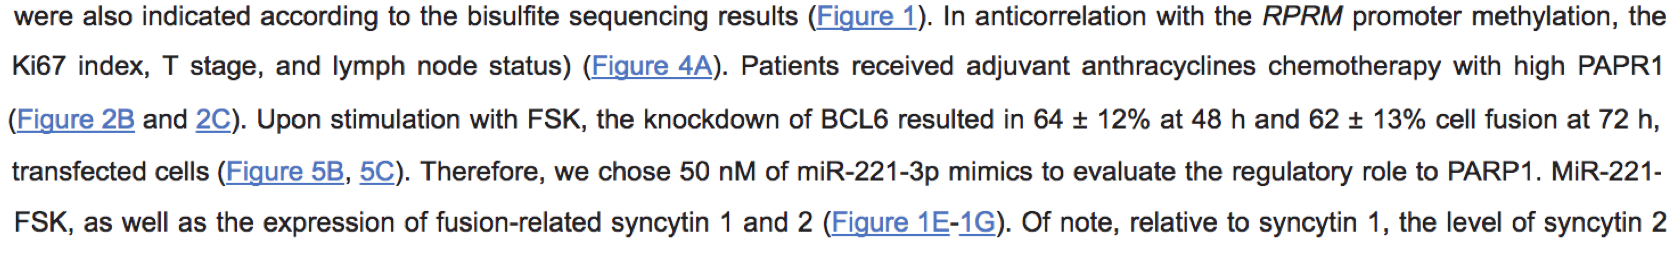 were also indicated according to the bisulfite sequencing results (Figure 1). In anticorrelation with the RPRM promoter methylation, the
Ki67 index, T stage, and lymph node status) (Figure 4A). Patients received adjuvant anthracyclines chemotherapy with high PAPR1
(Figure 2B and 2C). Upon stimulation with FSK, the knockdown of BCL6 resulted in 64 ± 12% at 48 h and 62 ± 13% cell fusion at 72 h,
transfected cells (Figure 5B, 5C). Therefore, we chose 50 nM of miR-221-3p mimics to evaluate the regulatory role to PARP1. MiR-221-
FSK, as well as the expression of fusion-related syncytin 1 and 2 (Figure 1E-1G). Of note, relative to syncytin 1, the level of syncytin 2